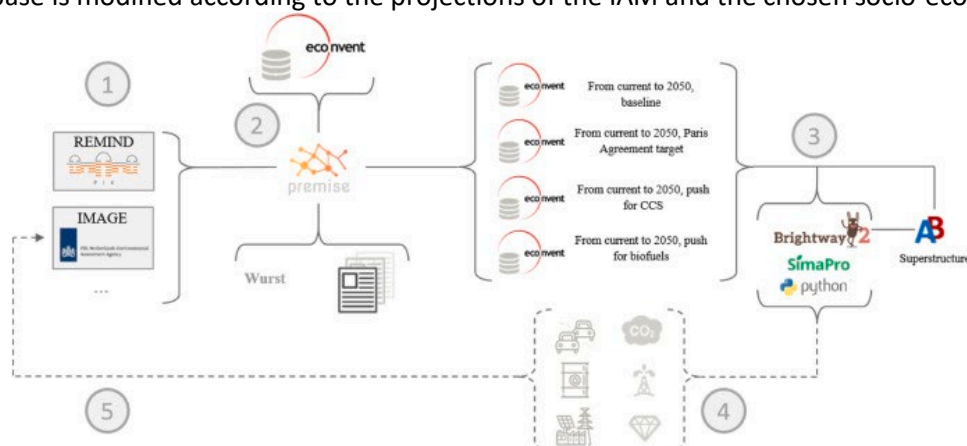 base is modified according to the projections of the IAM and the chosen socio-eco
ecoinvent
1
2
3
REMIND
P I K
IMAGE
PBL Netherlands Environmental
Assessment Agency
...
premise
Wurst
ecoinvent
From current to 2050,
baseline
ecoinvent
From current to 2050, Paris
Agreement target
ecoinvent
From current to 2050, push
for CCS
ecoinvent
From current to 2050, push
for biofuels
Brightway2
SimaPro
python
AB
Superstructure
CO2
4
5